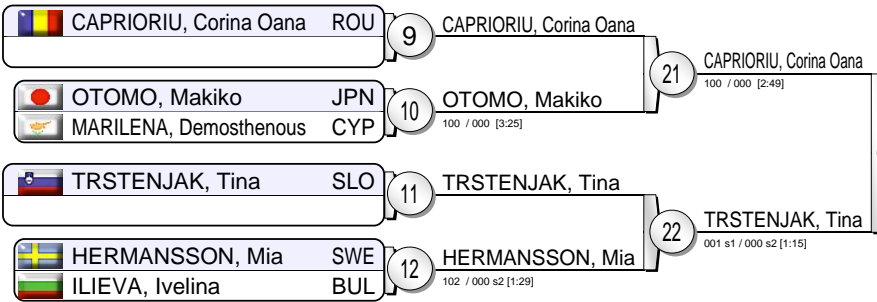 CAPRIORIU, Corina Oana ROU
9
CAPRIORIU, Corina Oana
OTOMO, Makiko JPN
MARILENA, Demosthenous CYP
10
OTOMO, Makiko
100 / 000 [3:25]
21
CAPRIORIU, Corina Oana
100 / 000 [2:49]
TRSTENJAK, Tina SLO
11
TRSTENJAK, Tina
HERMANSSON, Mia SWE
ILIEVA, Ivelina BUL
12
HERMANSSON, Mia
102 / 000 s2 [1:29]
22
TRSTENJAK, Tina
001 s1 / 000 s2 [1:15]